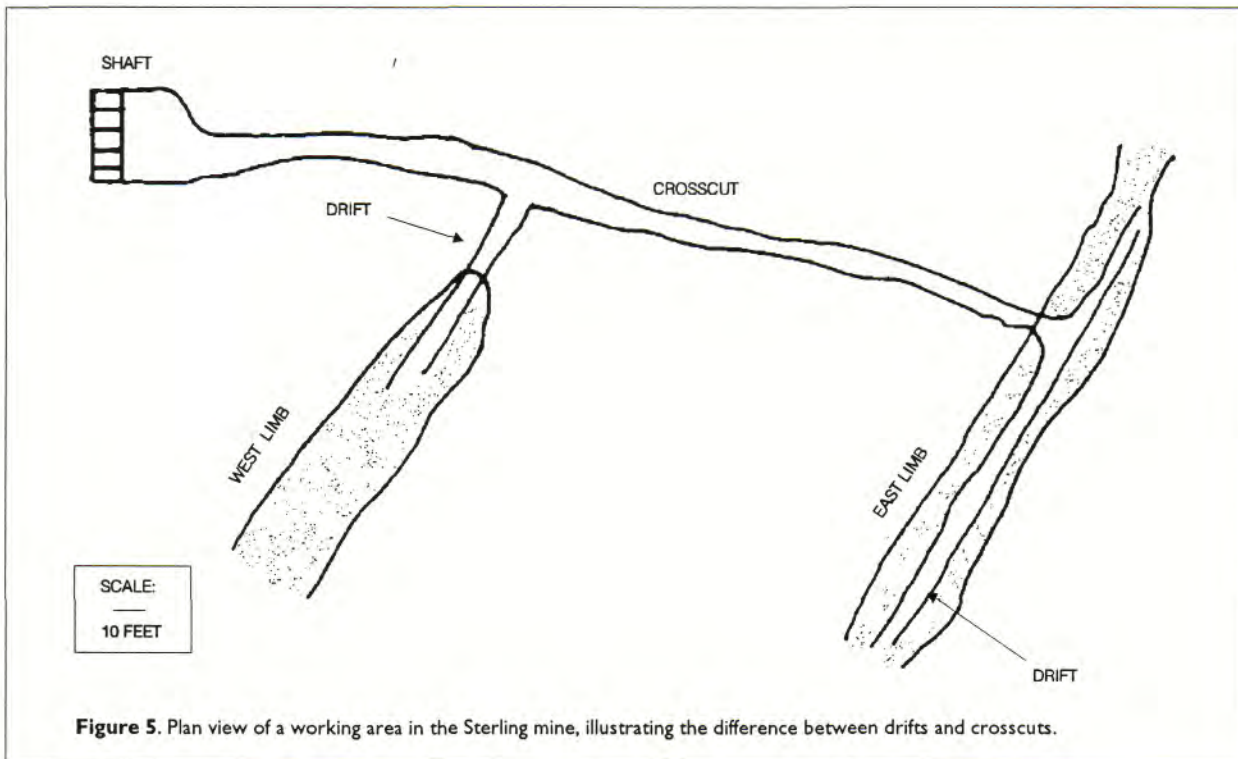 SHAFT
CROSSCUT
DRIFT
WEST LIMB
EAST LIMB
SCALE:
10 FEET
DRIFT
Figure 5. Plan view of a working area in the Sterling mine, illustrating the difference between drifts and crosscuts.